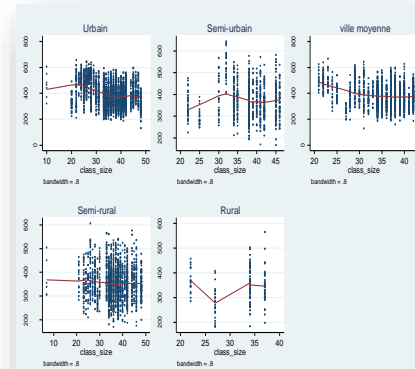 Urbain
Semi-urbain
ville moyenne
800
600
400
200
0
10 20 30 40 50
class_size
bandwidth = .8
800
700
600
500
400
300
200
20 25 30 35 40 45
class_size
bandwidth = .8
800
600
400
200
0
20 25 30 35 40
class_size
bandwidth = .8
Semi-rural
Rural
600
500
400
300
200
10 20 30 40 50
class_size
bandwidth = .8
600
500
400
300
200
20 25 30 35 40
class_size
bandwidth = .8